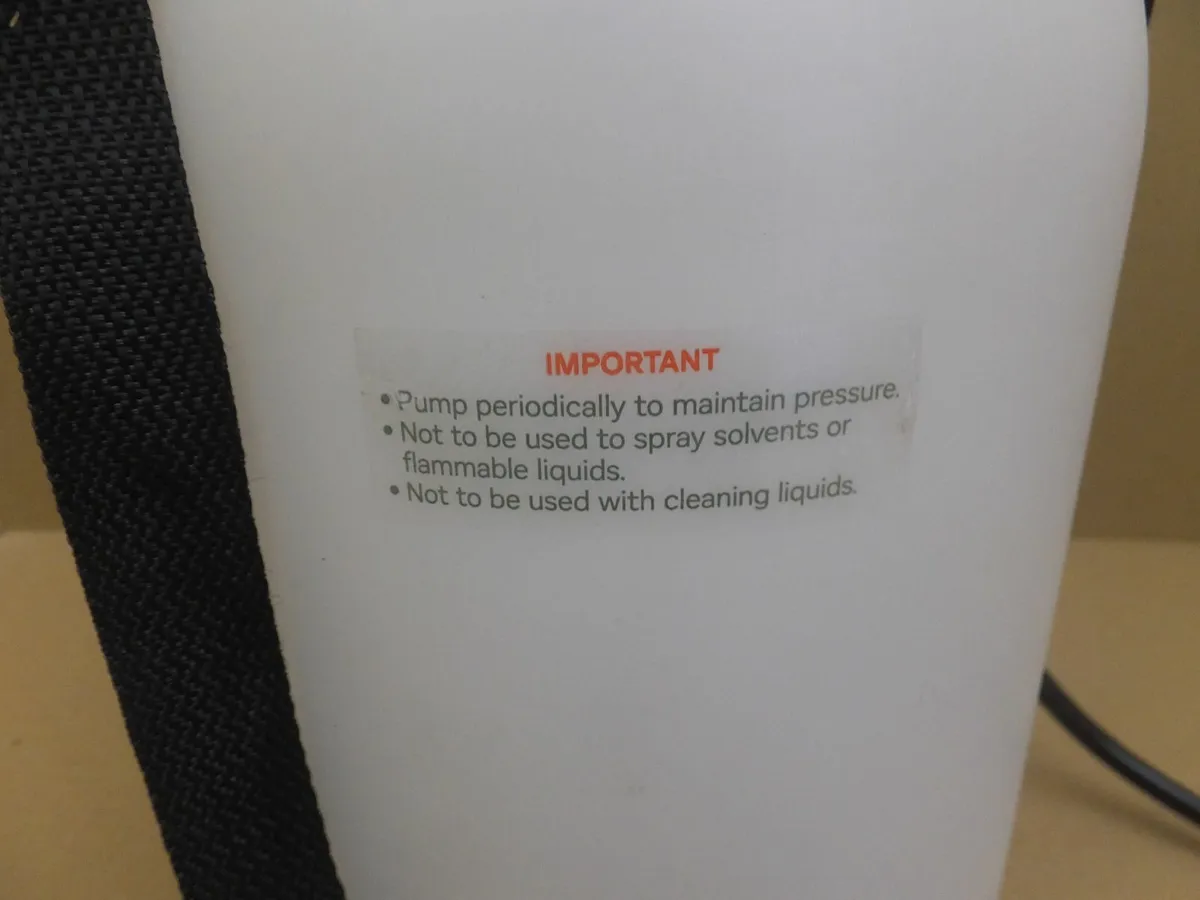 IMPORTANT
• Pump periodically to maintain pressure.
• Not to be used to spray solvents or
flammable liquids.
• Not to be used with cleaning liquids.